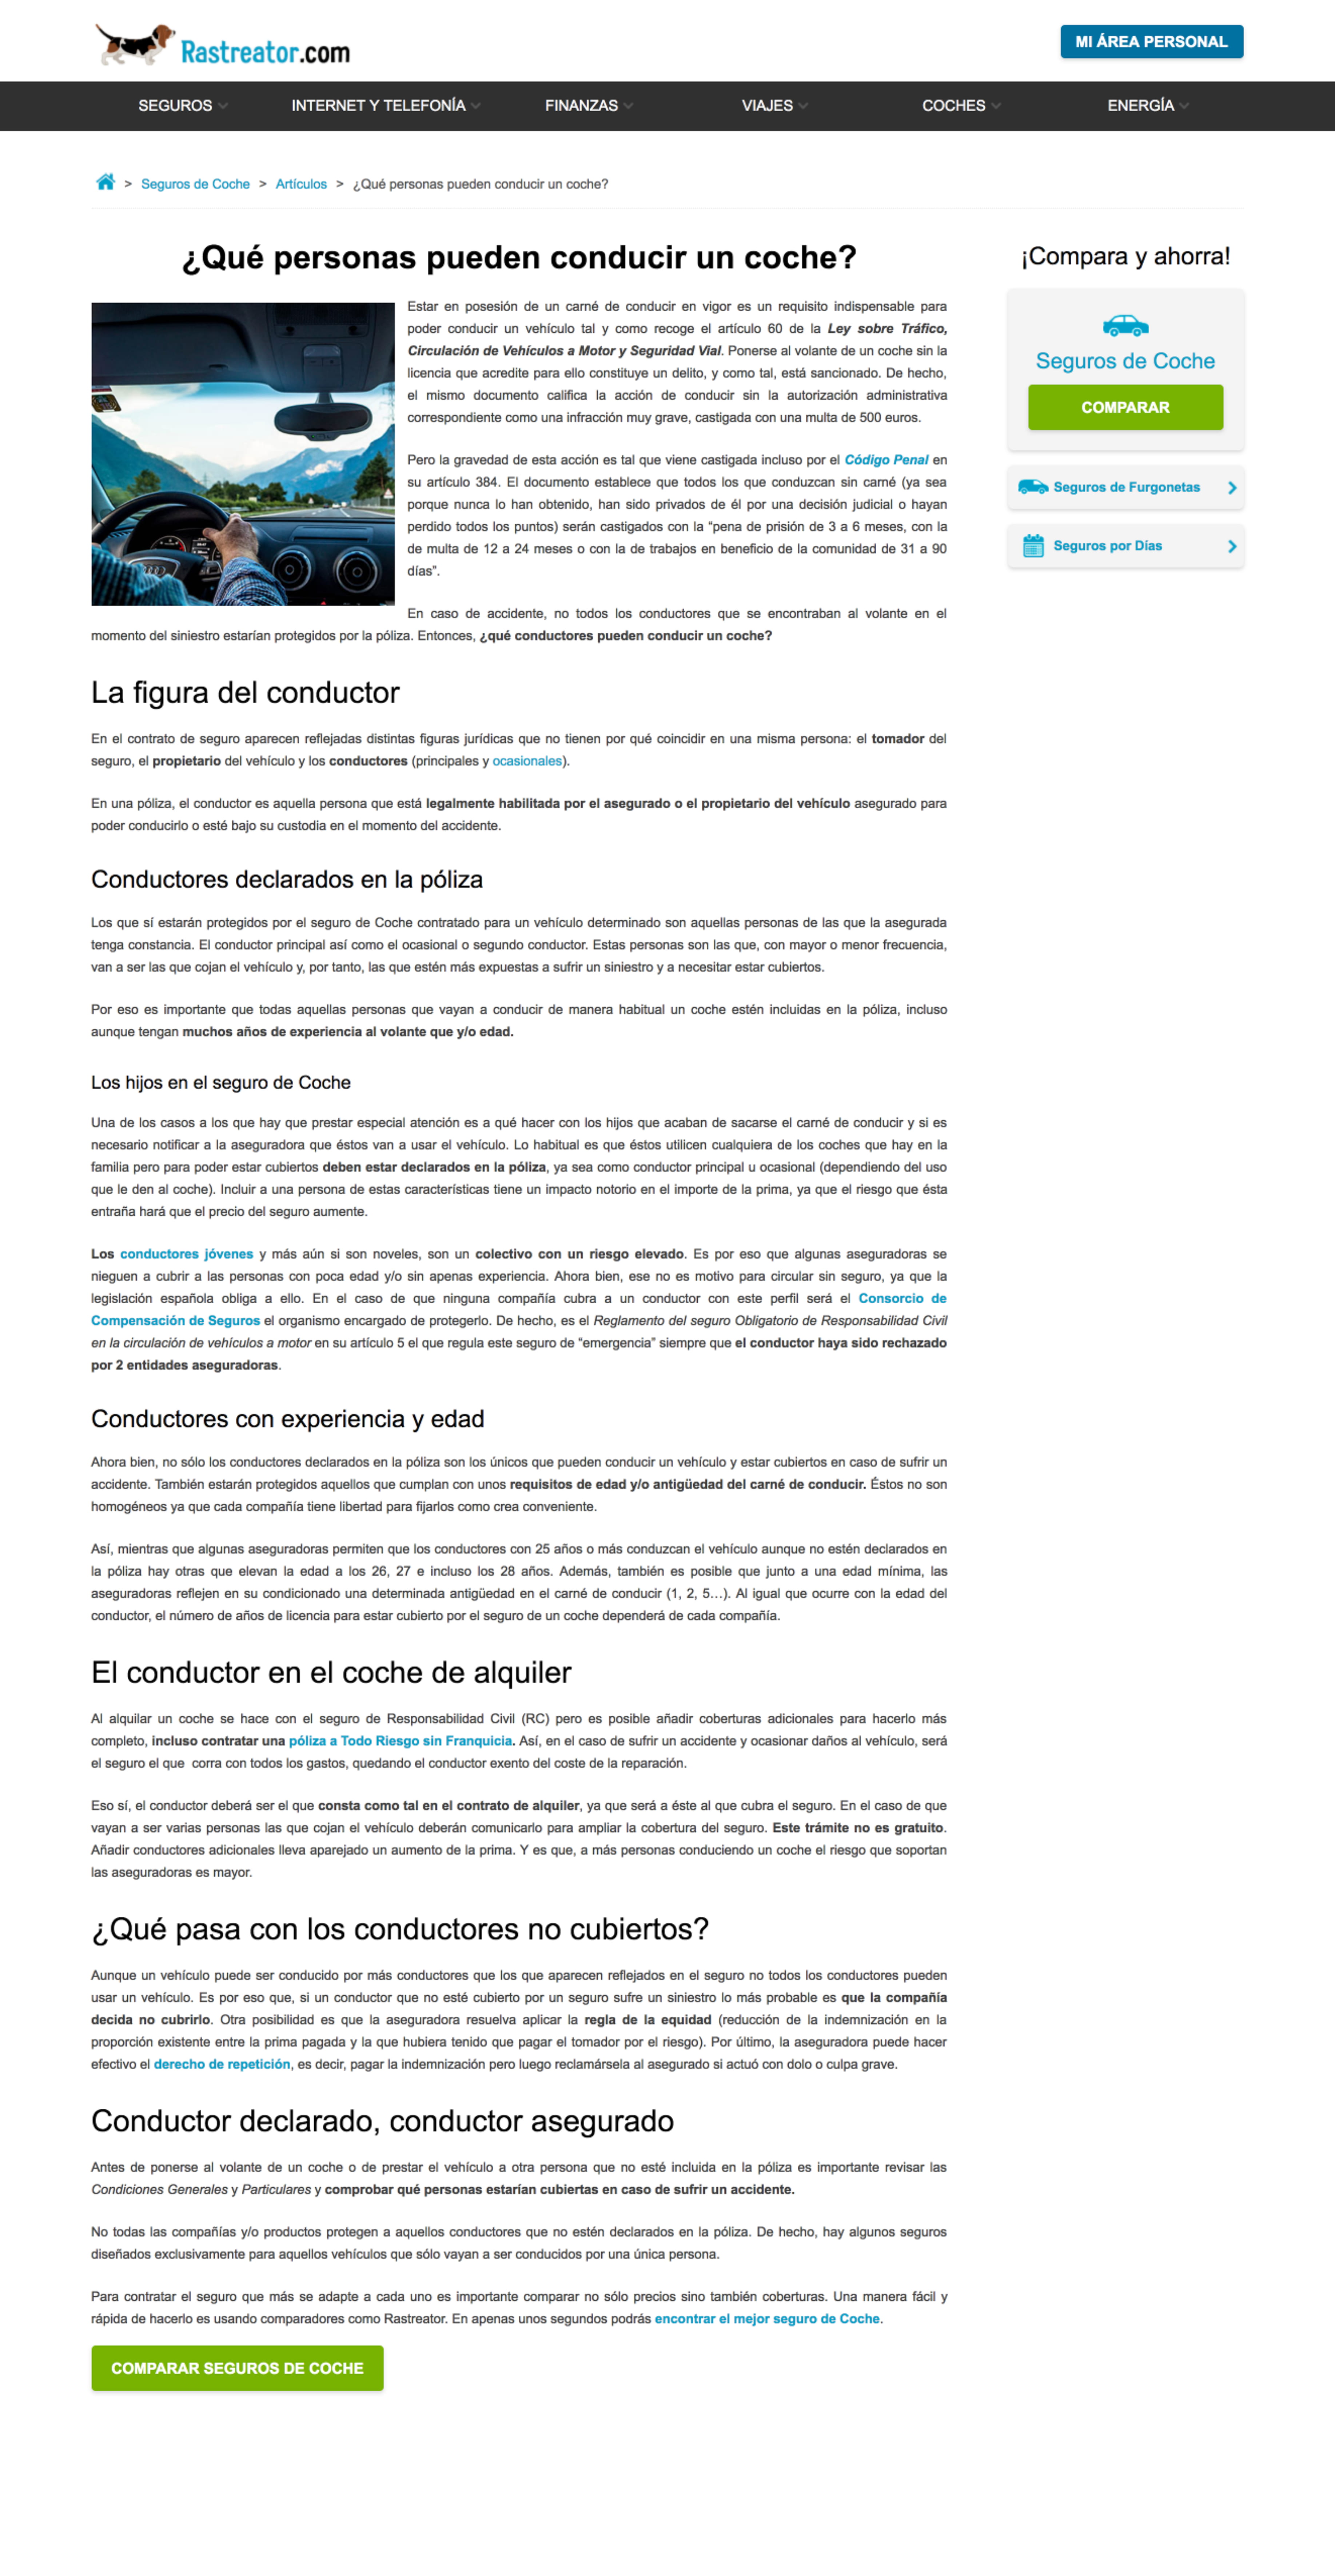 Rastreator.com
MI ÁREA PERSONAL
SEGUROS
INTERNET Y TELEFONÍA
FINANZAS
VIAJES
COCHES
ENERGÍA
> Seguros de Coche > Artículos > ¿Qué personas pueden conducir un coche?
¿Qué personas pueden conducir un coche?
Estar en posesión de un carné de conducir en vigor es un requisito indispensable para
poder conducir un vehículo tal y como recoge el artículo 60 de la Ley sobre Tráfico,
Circulación de Vehículos a Motor y Seguridad Vial. Ponerse al volante de un coche sin la
licencia que acredite para ello constituye un delito, y como tal, está sancionado. De hecho,
el mismo documento califica la acción de conducir sin la autorización administrativa
correspondiente como una infracción muy grave, castigada con una multa de 500 euros.
Pero la gravedad de esta acción es tal que viene castigada incluso por el Código Penal en
su artículo 384. El documento establece que todos los que conduzcan sin carné (ya sea
porque nunca lo han obtenido, han sido privados de él por una decisión judicial o hayan
perdido todos los puntos) serán castigados con la "pena de prisión de 3 a 6 meses, con la
de multa de 12 a 24 meses o con la de trabajos en beneficio de la comunidad de 31 a 90
días".
En caso de accidente, no todos los conductores que se encontraban al volante en el
momento del siniestro estarían protegidos por la póliza. Entonces, ¿qué conductores pueden conducir un coche?
La figura del conductor
En el contrato de seguro aparecen reflejadas distintas figuras jurídicas que no tienen por qué coincidir en una misma persona: el tomador del
seguro, el propietario del vehículo y los conductores (principales y ocasionales).
En una póliza, el conductor es aquella persona que está legalmente habilitada por el asegurado o el propietario del vehículo asegurado para
poder conducirlo o esté bajo su custodia en el momento del accidente.
Conductores declarados en la póliza
Los que sí estarán protegidos por el seguro de Coche contratado para un vehículo determinado son aquellas personas de las que la asegurada
tenga constancia. El conductor principal así como el ocasional o segundo conductor. Estas personas son las que, con mayor o menor frecuencia,
van a ser las que cojan el vehículo y, por tanto, las que estén más expuestas a sufrir un siniestro y a necesitar estar cubiertos.
Por eso es importante que todas aquellas personas que vayan a conducir de manera habitual un coche estén incluidas en la póliza, incluso
aunque tengan muchos años de experiencia al volante que y/o edad.
Los hijos en el seguro de Coche
Una de los casos a los que hay que prestar especial atención es a qué hacer con los hijos que acaban de sacarse el carné de conducir y si es
necesario notificar a la aseguradora que éstos van a usar el vehículo. Lo habitual es que éstos utilicen cualquiera de los coches que hay en la
familia pero para poder estar cubiertos deben estar declarados en la póliza, ya sea como conductor principal u ocasional (dependiendo del uso
que le den al coche). Incluir a una persona de estas características tiene un impacto notorio en el importe de la prima, ya que el riesgo que ésta
entraña hará que el precio del seguro aumente.
Los conductores jóvenes y más aún si son noveles, son un colectivo con un riesgo elevado. Es por eso que algunas aseguradoras se
nieguen a cubrir a las personas con poca edad y/o sin apenas experiencia. Ahora bien, ese no es motivo para circular sin seguro, ya que la
legislación española obliga a ello. En el caso de que ninguna compañía cubra a un conductor con este perfil será el Consorcio de
Compensación de Seguros el organismo encargado de protegerlo. De hecho, es el Reglamento del seguro Obligatorio de Responsabilidad Civil
en la circulación de vehículos a motor en su artículo 5 el que regula este seguro de "emergencia" siempre que el conductor haya sido rechazado
por 2 entidades aseguradoras.
Conductores con experiencia y edad
Ahora bien, no sólo los conductores declarados en la póliza son los únicos que pueden conducir un vehículo y estar cubiertos en caso de sufrir un
accidente. También estarán protegidos aquellos que cumplan con unos requisitos de edad y/o antigüedad del carné de conducir. Éstos no son
homogéneos ya que cada compañía tiene libertad para fijarlos como crea conveniente.
Así, mientras que algunas aseguradoras permiten que los conductores con 25 años o más conduzcan el vehículo aunque no estén declarados en
la póliza hay otras que elevan la edad a los 26, 27 e incluso los 28 años. Además, también es posible que junto a una edad mínima, las
aseguradoras reflejen en su condicionado una determinada antigüedad en el carné de conducir (1, 2, 5...). Al igual que ocurre con la edad del
conductor, el número de años de licencia para estar cubierto por el seguro de un coche dependerá de cada compañía.
El conductor en el coche de alquiler
Al alquilar un coche se hace con el seguro de Responsabilidad Civil (RC) pero es posible añadir coberturas adicionales para hacerlo más
completo, incluso contratar una póliza a Todo Riesgo sin Franquicia. Así, en el caso de sufrir un accidente y ocasionar daños al vehículo, será
el seguro el que corra con todos los gastos, quedando el conductor exento del coste de la reparación.
Eso sí, el conductor deberá ser el que consta como tal en el contrato de alquiler, ya que será a éste al que cubra el seguro. En el caso de que
vayan a ser varias personas las que cojan el vehículo deberán comunicarlo para ampliar la cobertura del seguro. Este trámite no es gratuito.
Añadir conductores adicionales lleva aparejado un aumento de la prima. Y es que, a más personas conduciendo un coche el riesgo que soportan
las aseguradoras es mayor.
¿Qué pasa con los conductores no cubiertos?
Aunque un vehículo puede ser conducido por más conductores que los que aparecen reflejados en el seguro no todos los conductores pueden
usar un vehículo. Es por eso que, si un conductor que no esté cubierto por un seguro sufre un siniestro lo más probable es que la compañía
decida no cubrirlo. Otra posibilidad es que la aseguradora resuelva aplicar la regla de la equidad (reducción de la indemnización en la
proporción existente entre la prima pagada y la que hubiera tenido que pagar el tomador por el riesgo). Por último, la aseguradora puede hacer
efectivo el derecho de repetición, es decir, pagar la indemnización pero luego reclamársela al asegurado si actuó con dolo o culpa grave.
Conductor declarado, conductor asegurado
Antes de ponerse al volante de un coche o de prestar el vehículo a otra persona que no esté incluida en la póliza es importante revisar las
Condiciones Generales y Particulares y comprobar qué personas estarían cubiertas en caso de sufrir un accidente.
No todas las compañías y/o productos protegen a aquellos conductores que no estén declarados en la póliza. De hecho, hay algunos seguros
diseñados exclusivamente para aquellos vehículos que sólo vayan a ser conducidos por una única persona.
Para contratar el seguro que más se adapte a cada uno es importante comparar no sólo precios sino también coberturas. Una manera fácil y
rápida de hacerlo es usando comparadores como Rastreator. En apenas unos segundos podrás encontrar el mejor seguro de Coche.
COMPARAR SEGUROS DE COCHE
¡Compara y ahorra!
Seguros de Coche
COMPARAR
Seguros de Furgonetas
Seguros por Días